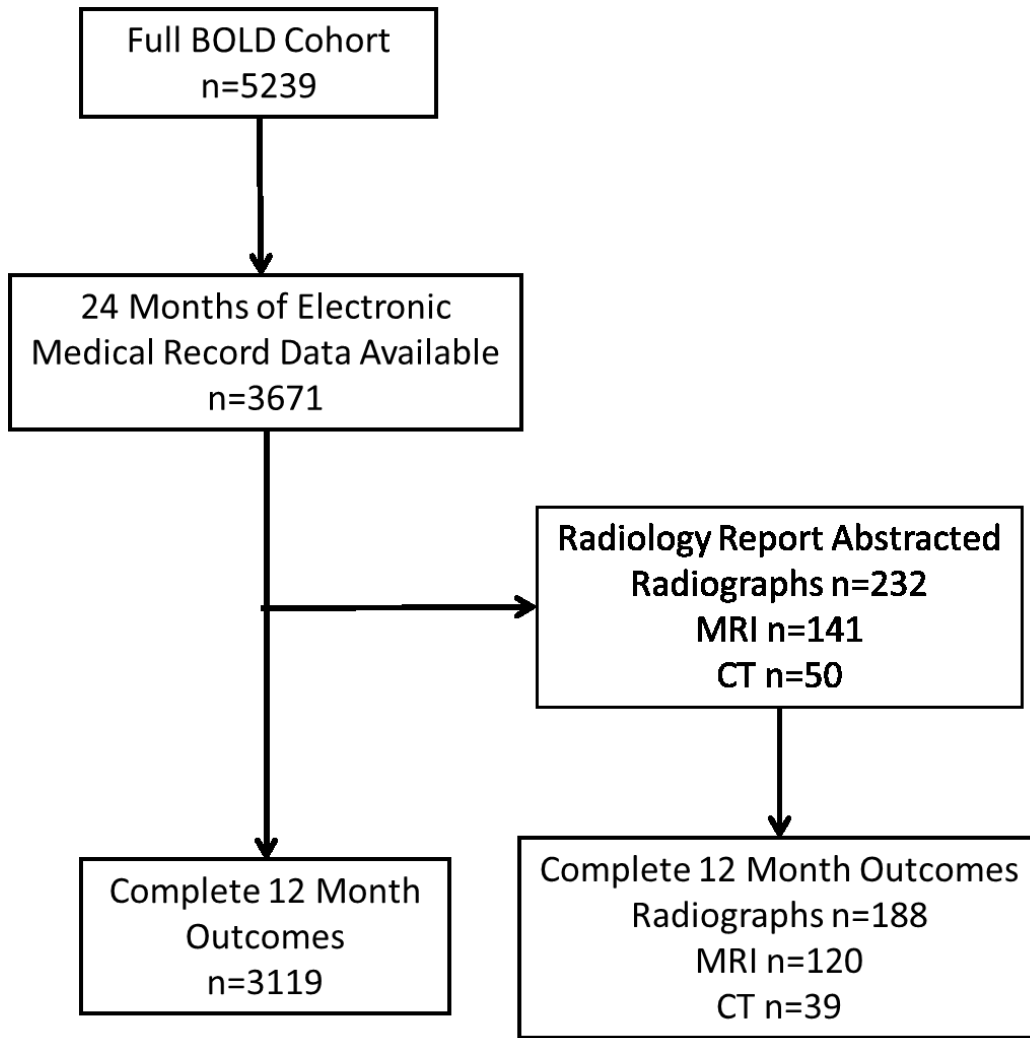 Full BOLD Cohort
n=5239
24 Months of Electronic
Medical Record Data Available
n=3671
Radiology Report Abstracted
Radiographs n=232
MRI n=141
CT n=50
Complete 12 Month
Outcomes
n=3119
Complete 12 Month Outcomes
Radiographs n=188
MRI n=120
CT n=39